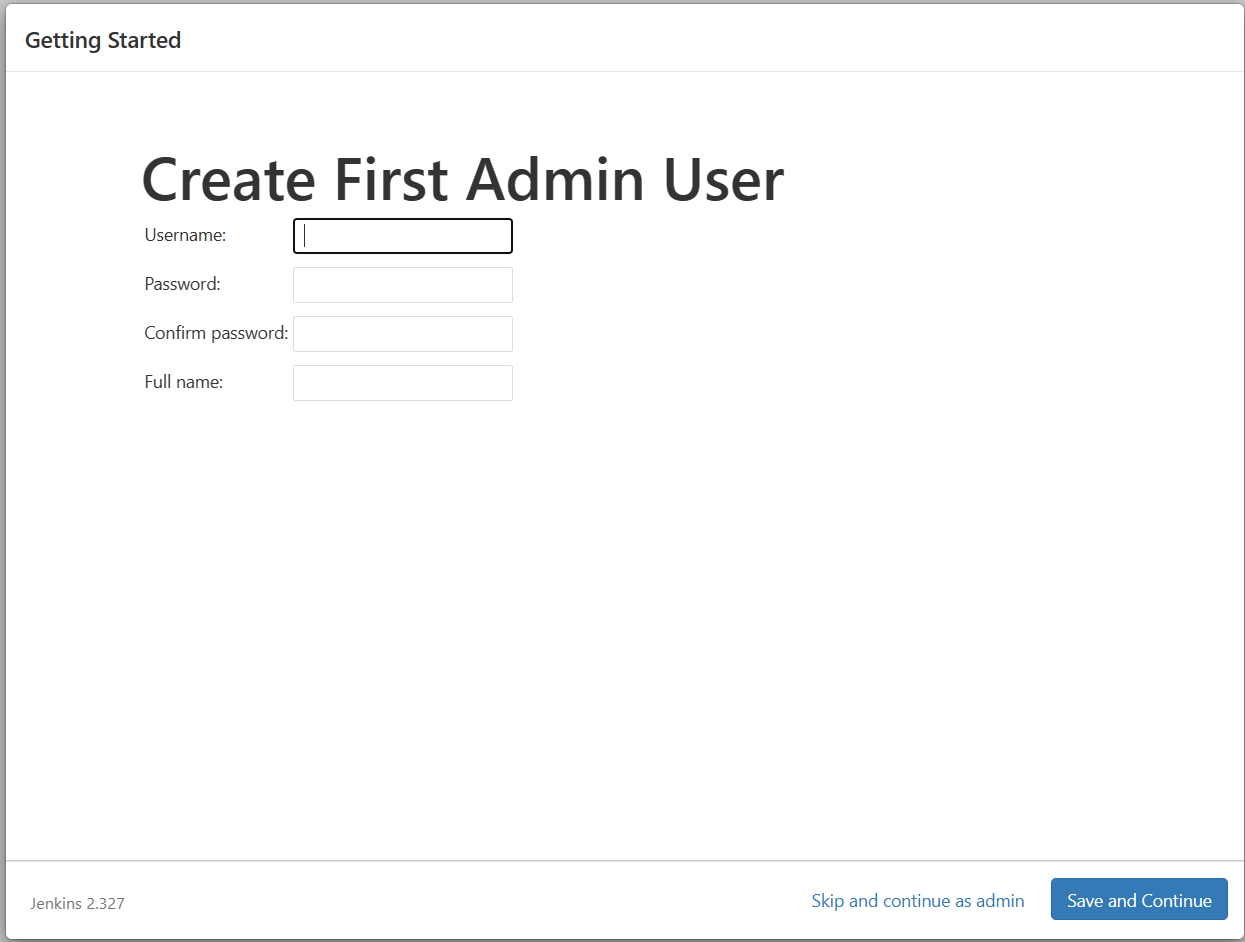 Getting Started
Create First Admin User
Username:
Password:
Confirm password:
Full name:
Jenkins 2.327
Skip and continue as admin
Save and Continue